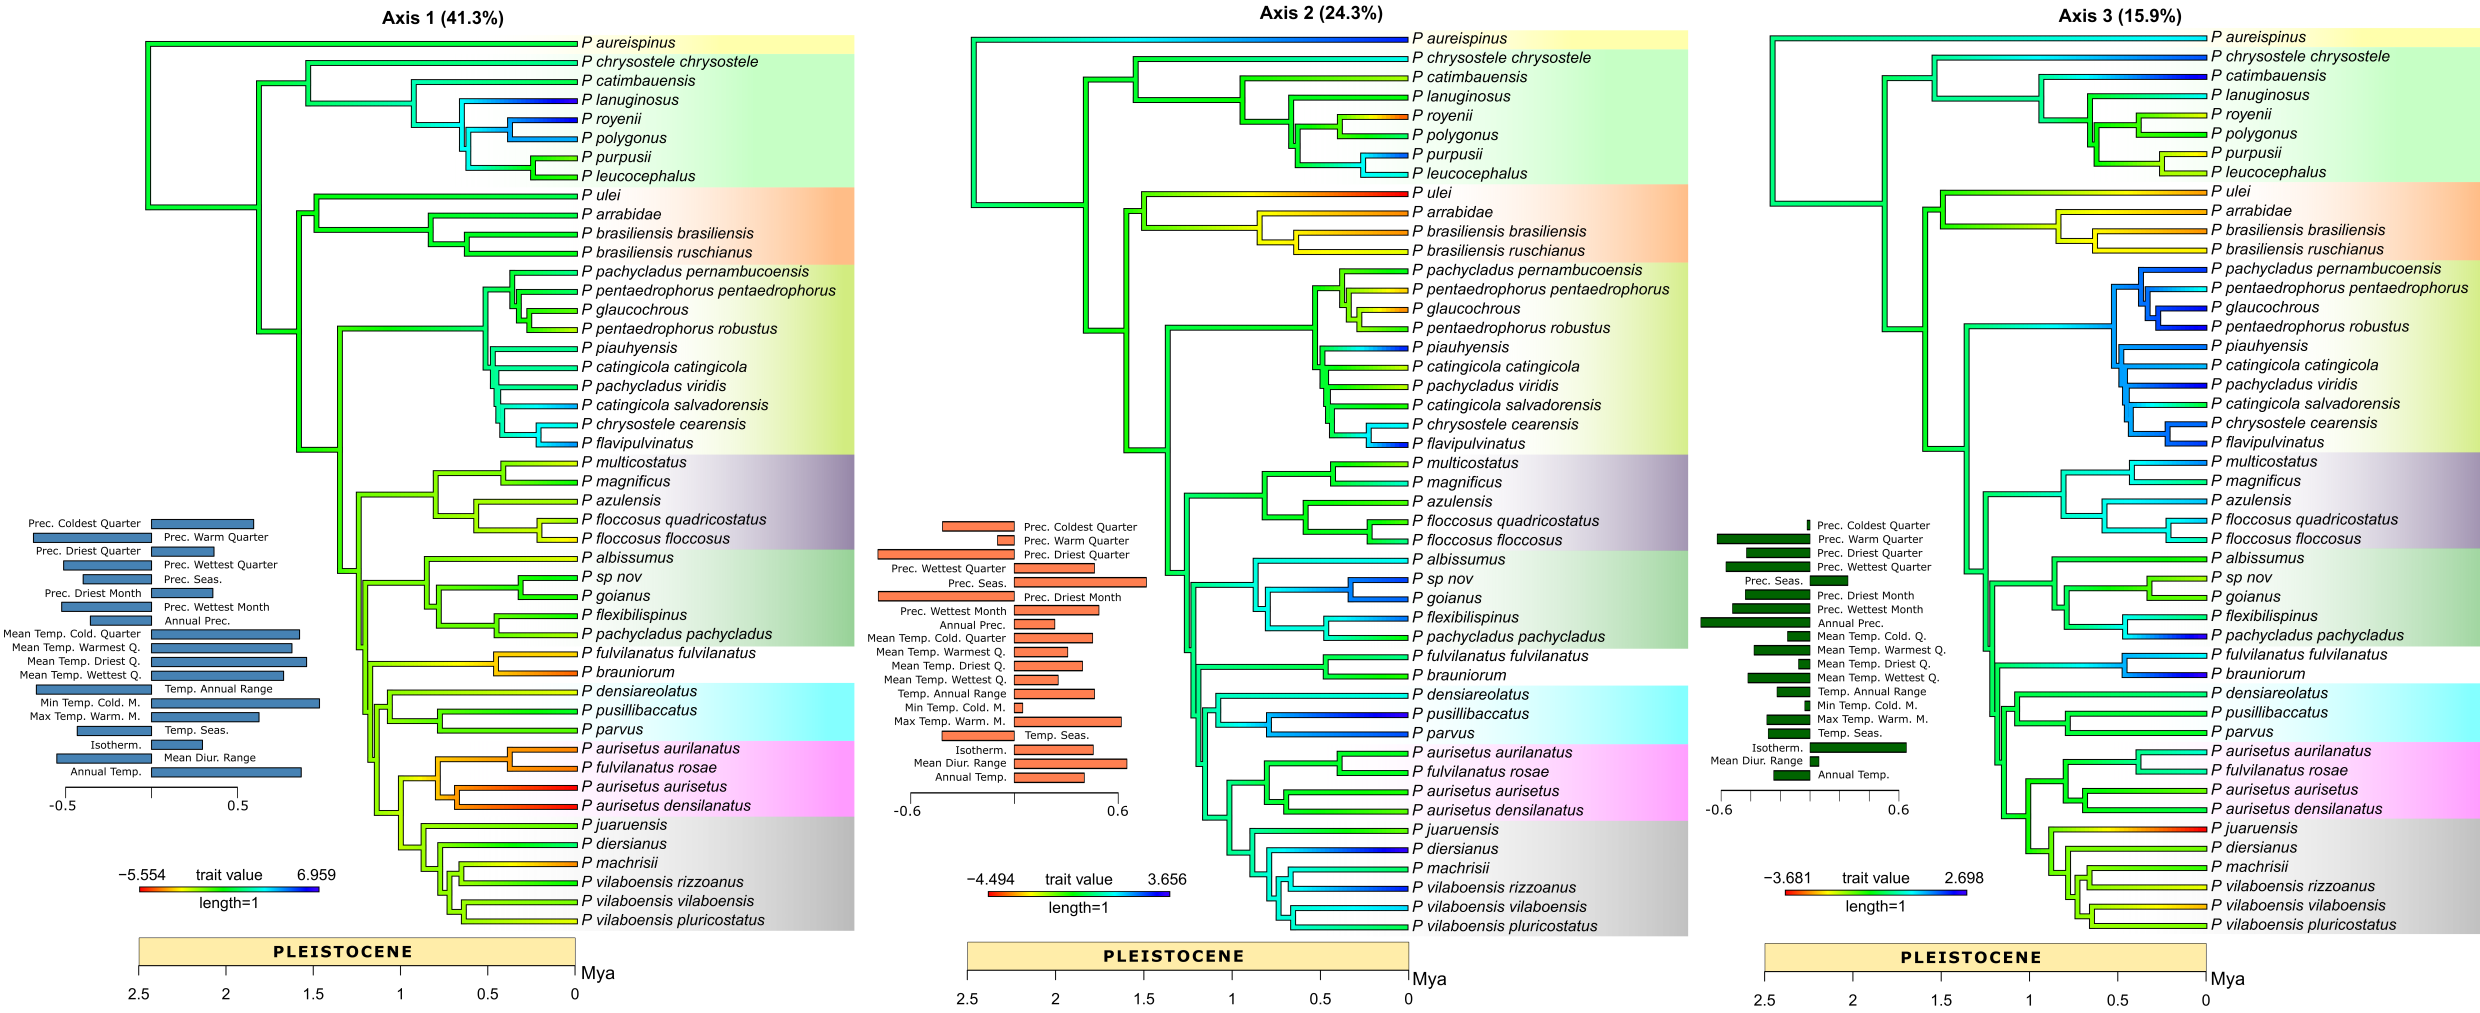 Axis 1 (41.3%)
P aureispinus
P chrysostele chrysostele
P catimbauensis
P lanuginosus
P royenii
P polygonus
P purpusii
P leucocephalus
P ulei
P arrabidae
P brasiliensis brasiliensis
P brasiliensis ruschianus
P pachycladus pernambucoensis
P pentaedrophorus pentaedrophorus
P glaucochrous
P pentaedrophorus robustus
P piauhyensis
P catingicola catingicola
P pachycladus viridis
P catingicola salvadorensis
P chrysostele cearensis
P flavipulvinatus
P multicostatus
P magnificus
P azulensis
P floccosus quadricostatus
P floccosus floccosus
P albissumus
P sp nov
P goianus
P flexibilispinus
P pachycladus pachycladus
P fulvilanatus fulvilanatus
P brauniorum
P densiareolatus
P pusillibaccatus
P parvus
P aurisetus aurilanatus
P fulvilanatus rosae
P aurisetus aurisetus
P aurisetus densilanatus
P juaruensis
P diersianus
P machrisii
P vilaboensis rizzoanus
P vilaboensis vilaboensis
P vilaboensis pluricostatus
Prec. Coldest Quarter
Prec. Warm Quarter
Prec. Driest Quarter
Prec. Wettest Quarter
Prec. Seas.
Prec. Driest Month
Prec. Wettest Month
Annual Prec.
Mean Temp. Cold. Quarter
Mean Temp. Warmest Q.
Mean Temp. Driest Q.
Mean Temp. Wettest Q.
Temp. Annual Range
Min Temp. Cold. M.
Max Temp. Warm. M.
Temp. Seas.
Isotherm.
Mean Diur. Range
Annual Temp.
-0.5 0.5
−5.554 trait value 6.959
length=1
PLEISTOCENE
Mya
2.5 2 1.5 1 0.5 0
Axis 2 (24.3%)
P aureispinus
P chrysostele chrysostele
P catimbauensis
P lanuginosus
P royenii
P polygonus
P purpusii
P leucocephalus
P ulei
P arrabidae
P brasiliensis brasiliensis
P brasiliensis ruschianus
P pachycladus pernambucoensis
P pentaedrophorus pentaedrophorus
P glaucochrous
P pentaedrophorus robustus
P piauhyensis
P catingicola catingicola
P pachycladus viridis
P catingicola salvadorensis
P chrysostele cearensis
P flavipulvinatus
P multicostatus
P magnificus
P azulensis
P floccosus quadricostatus
P floccosus floccosus
P albissumus
P sp nov
P goianus
P flexibilispinus
P pachycladus pachycladus
P fulvilanatus fulvilanatus
P brauniorum
P densiareolatus
P pusillibaccatus
P parvus
P aurisetus aurilanatus
P fulvilanatus rosae
P aurisetus aurisetus
P aurisetus densilanatus
P juaruensis
P diersianus
P machrisii
P vilaboensis rizzoanus
P vilaboensis vilaboensis
P vilaboensis pluricostatus
Prec. Coldest Quarter
Prec. Warm Quarter
Prec. Driest Quarter
Prec. Wettest Quarter
Prec. Seas.
Prec. Driest Month
Prec. Wettest Month
Annual Prec.
Mean Temp. Cold. Quarter
Mean Temp. Warmest Q.
Mean Temp. Driest Q.
Mean Temp. Wettest Q.
Temp. Annual Range
Min Temp. Cold. M.
Max Temp. Warm. M.
Temp. Seas.
Isotherm.
Mean Diur. Range
Annual Temp.
-0.6 0.6
−4.494 trait value 3.656
length=1
PLEISTOCENE
Mya
2.5 2 1.5 1 0.5 0
Axis 3 (15.9%)
P aureispinus
P chrysostele chrysostele
P catimbauensis
P lanuginosus
P royenii
P polygonus
P purpusii
P leucocephalus
P ulei
P arrabidae
P brasiliensis brasiliensis
P brasiliensis ruschianus
P pachycladus pernambucoensis
P pentaedrophorus pentaedrophorus
P glaucochrous
P pentaedrophorus robustus
P piauhyensis
P catingicola catingicola
P pachycladus viridis
P catingicola salvadorensis
P chrysostele cearensis
P flavipulvinatus
P multicostatus
P magnificus
P azulensis
P floccosus quadricostatus
P floccosus floccosus
P albissumus
P sp nov
P goianus
P flexibilispinus
P pachycladus pachycladus
P fulvilanatus fulvilanatus
P brauniorum
P densiareolatus
P pusillibaccatus
P parvus
P aurisetus aurilanatus
P fulvilanatus rosae
P aurisetus aurisetus
P aurisetus densilanatus
P juaruensis
P diersianus
P machrisii
P vilaboensis rizzoanus
P vilaboensis vilaboensis
P vilaboensis pluricostatus
Prec. Coldest Quarter
Prec. Warm Quarter
Prec. Driest Quarter
Prec. Wettest Quarter
Prec. Seas.
Prec. Driest Month
Prec. Wettest Month
Annual Prec.
Mean Temp. Cold. Q.
Mean Temp. Warmest Q.
Mean Temp. Driest Q.
Mean Temp. Wettest Q.
Temp. Annual Range
Min Temp. Cold. M.
Max Temp. Warm. M.
Temp. Seas.
Isotherm.
Mean Diur. Range
Annual Temp.
-0.6 0.6
−3.681 trait value 2.698
length=1
PLEISTOCENE
Mya
2.5 2 1.5 1 0.5 0